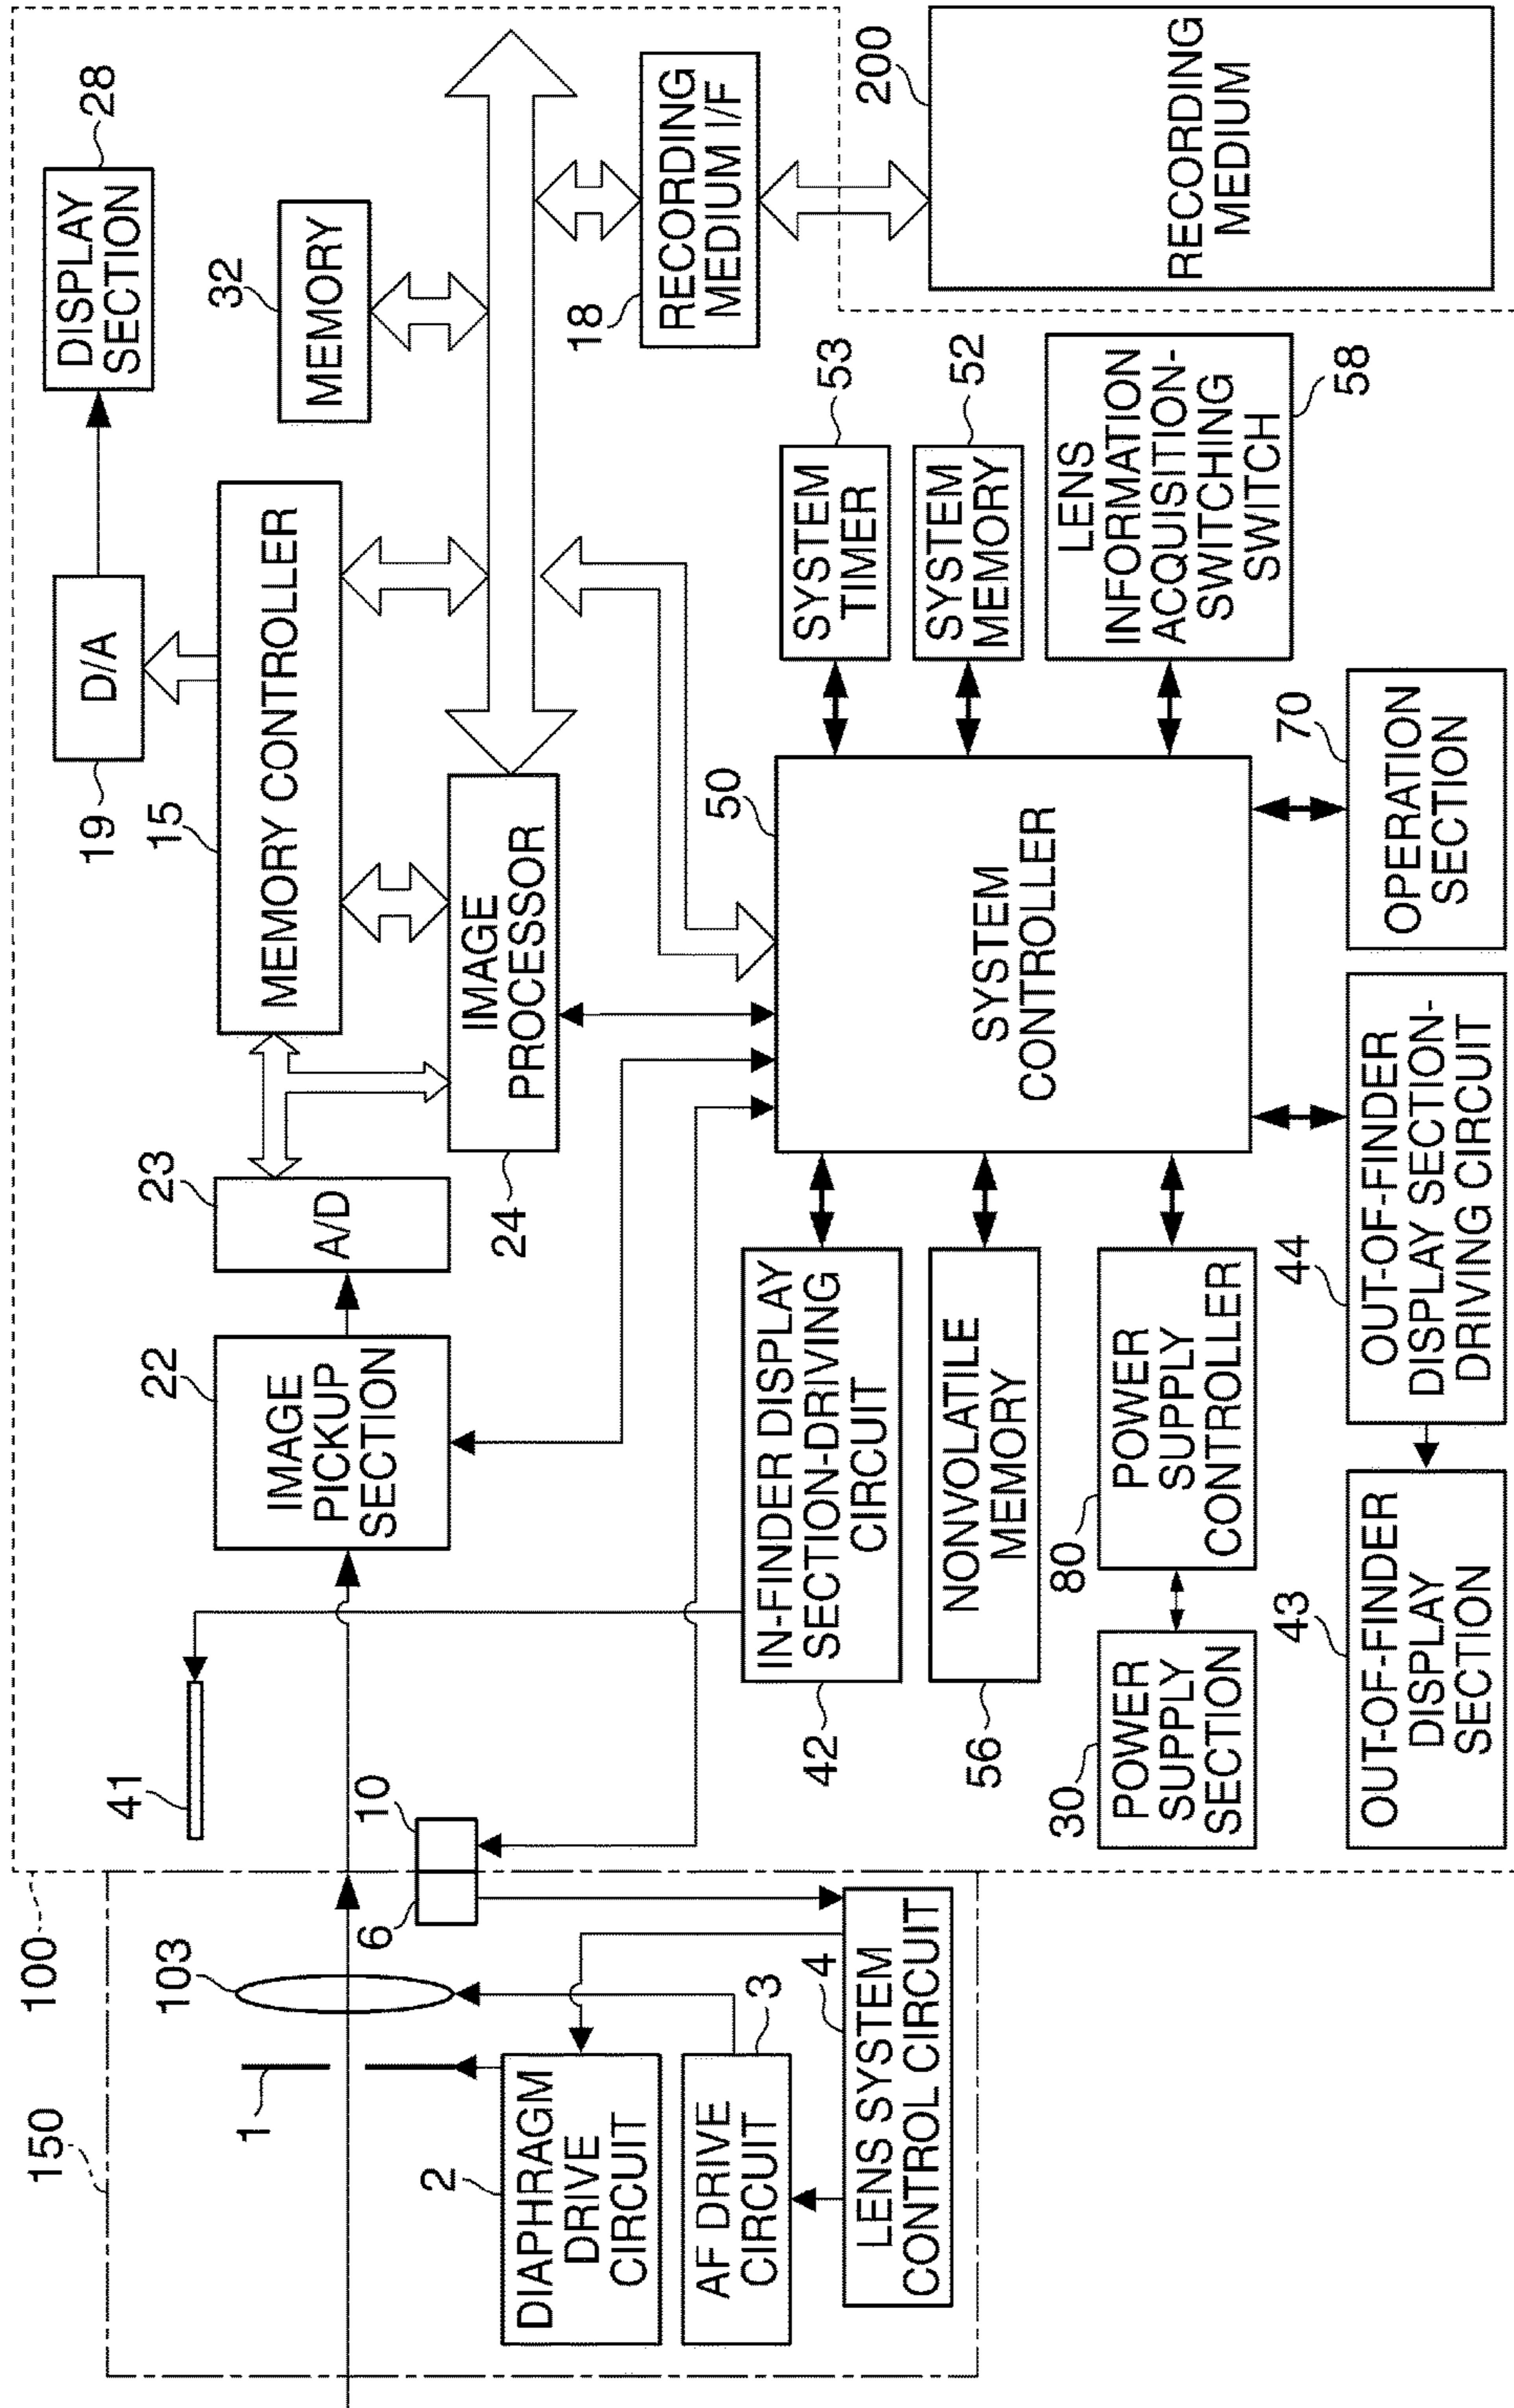 150
100
1
103
41
22
IMAGE
PICKUP
SECTION
23
A/D
15
MEMORY CONTROLLER
19
D/A
28
DISPLAY
SECTION
32
MEMORY
24
IMAGE
PROCESSOR
6
10
2
DIAPHRAGM
DRIVE
CIRCUIT
3
AF DRIVE
CIRCUIT
4
LENS SYSTEM
CONTROL CIRCUIT
42
IN-FINDER DISPLAY
SECTION-DRIVING
CIRCUIT
56
NONVOLATILE
MEMORY
30
POWER
SUPPLY
SECTION
80
POWER
SUPPLY
CONTROLLER
43
OUT-OF-FINDER
DISPLAY
SECTION
44
OUT-OF-FINDER
DISPLAY SECTION-
DRIVING CIRCUIT
50
SYSTEM
CONTROLLER
70
OPERATION
SECTION
53
SYSTEM
TIMER
52
SYSTEM
MEMORY
58
LENS
INFORMATION
ACQUISITION-
SWITCHING
SWITCH
18
RECORDING
MEDIUM I/F
200
RECORDING
MEDIUM